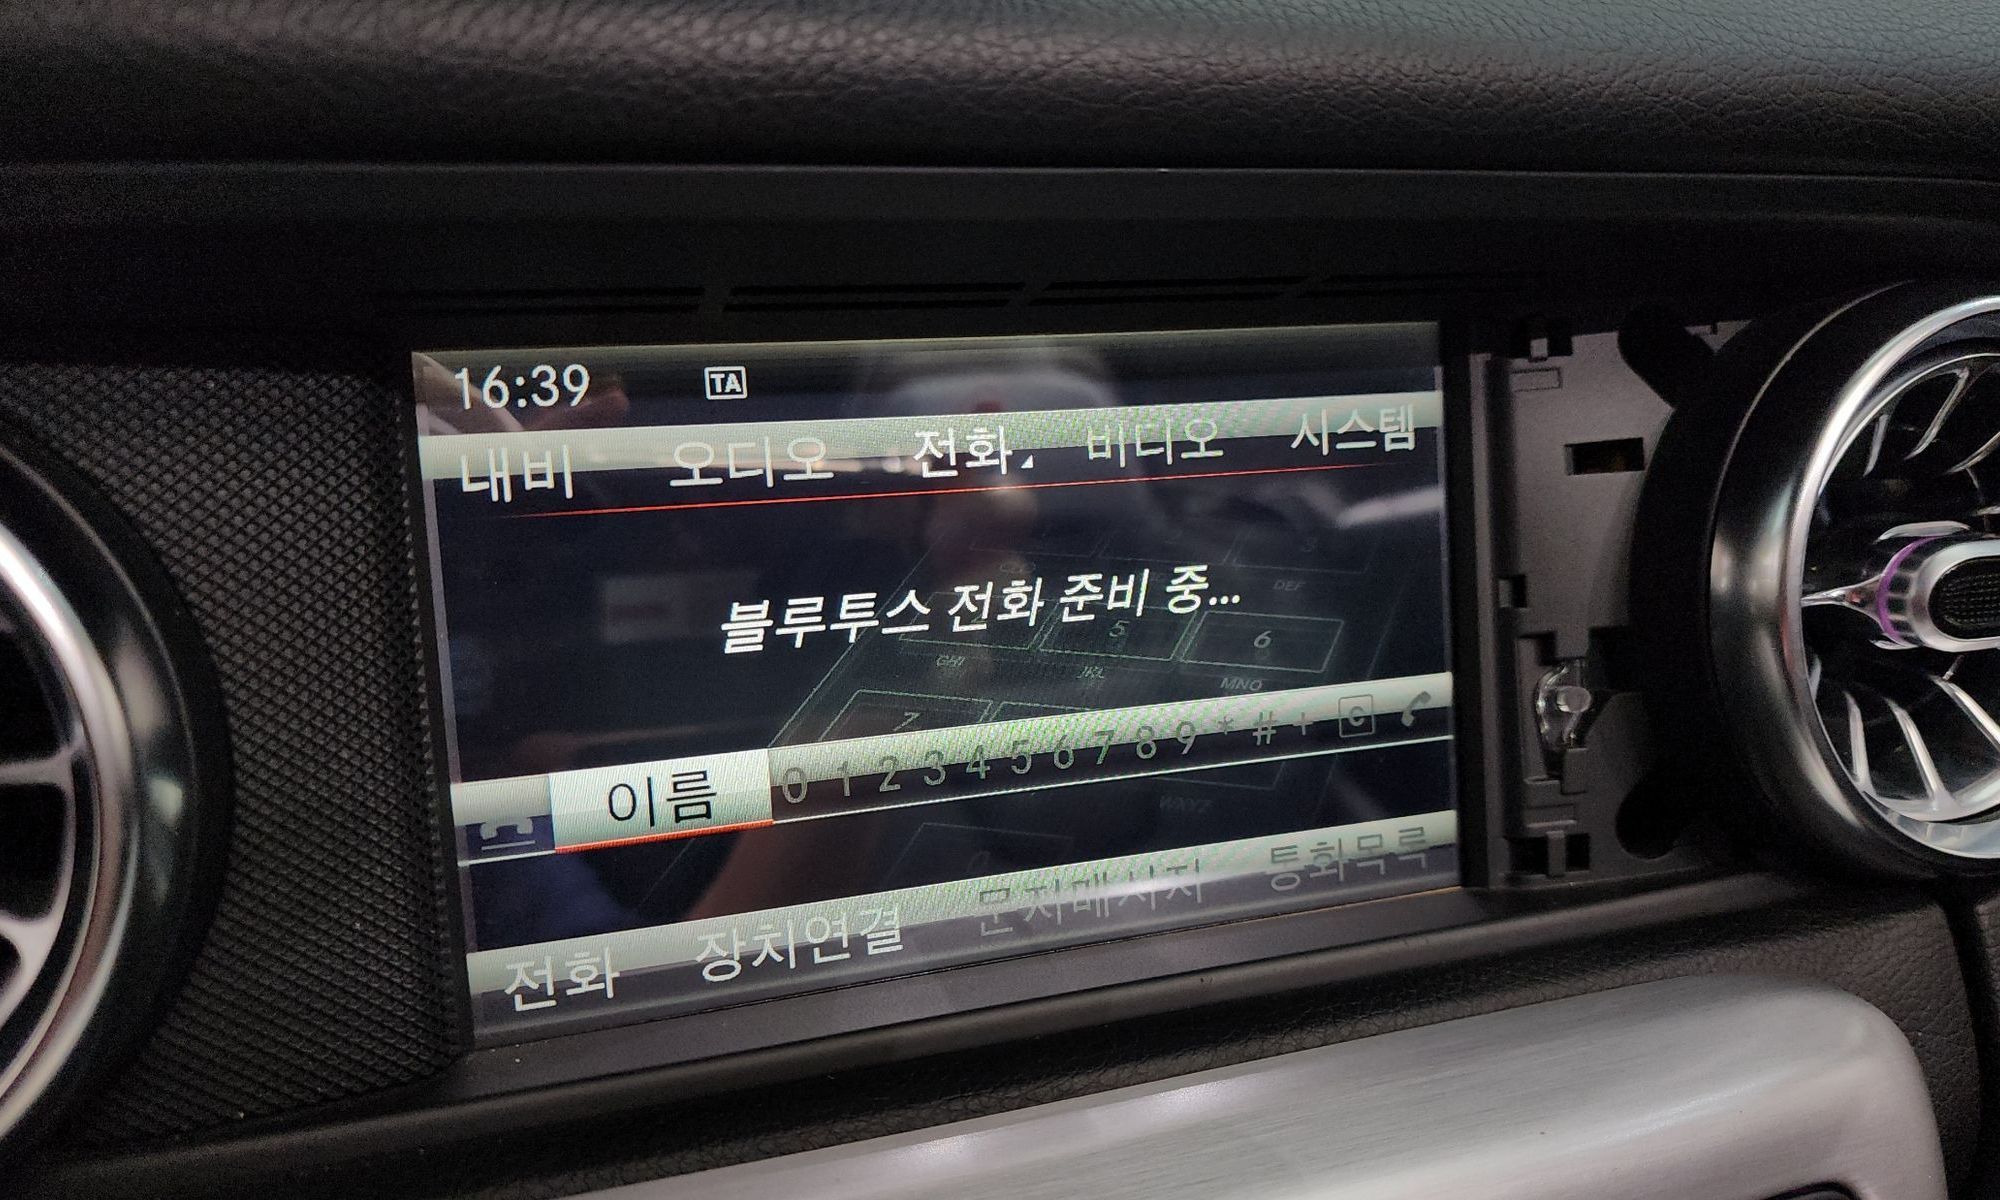 16:39 TA
내비 오디오 전화 비디오 시스템
블루투스 전화 준비 중...
DEF
5 6
GHI JKL MNO
7
이름 0 1 2 3 4 5 6 7 8 9 * # + C
WXYZ
전화 장치연결 문자메시지 통화목록